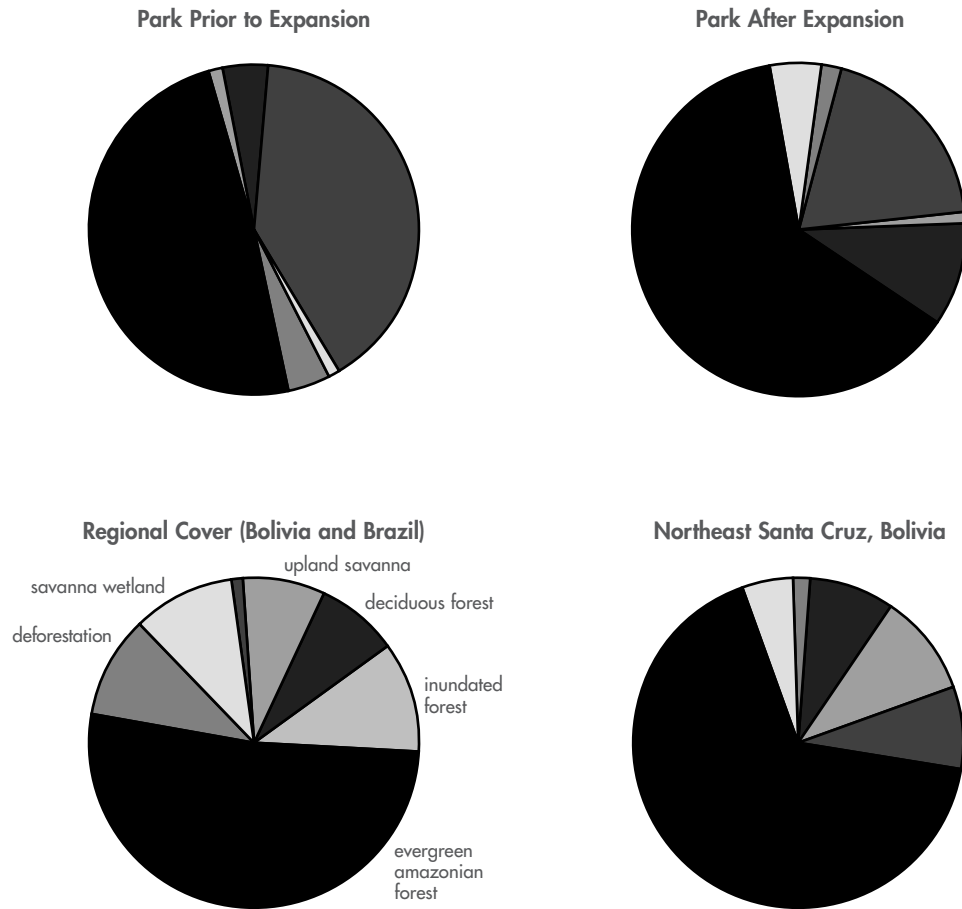 Park Prior to Expansion
Park After Expansion
Regional Cover (Bolivia and Brazil)
Northeast Santa Cruz, Bolivia
upland savanna
savanna wetland
deciduous forest
deforestation
inundated
forest
evergreen
amazonian
forest